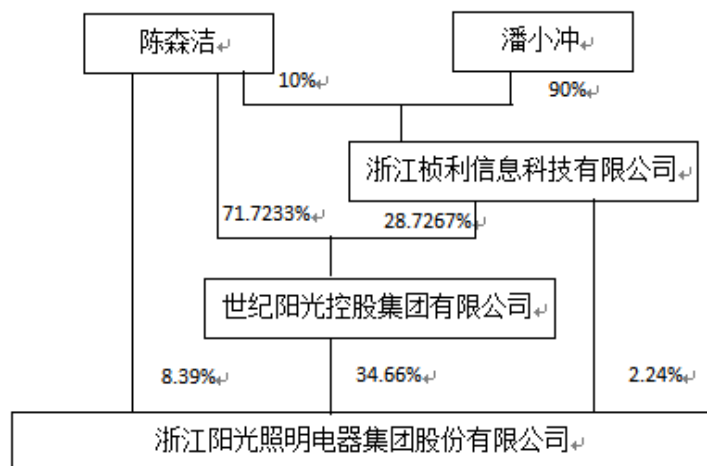 陈森洁
潘小冲
10%
90%
浙江桢利信息科技有限公司
71.7233%
28.7267%
世纪阳光控股集团有限公司
8.39%
34.66%
2.24%
浙江阳光照明电器集团股份有限公司